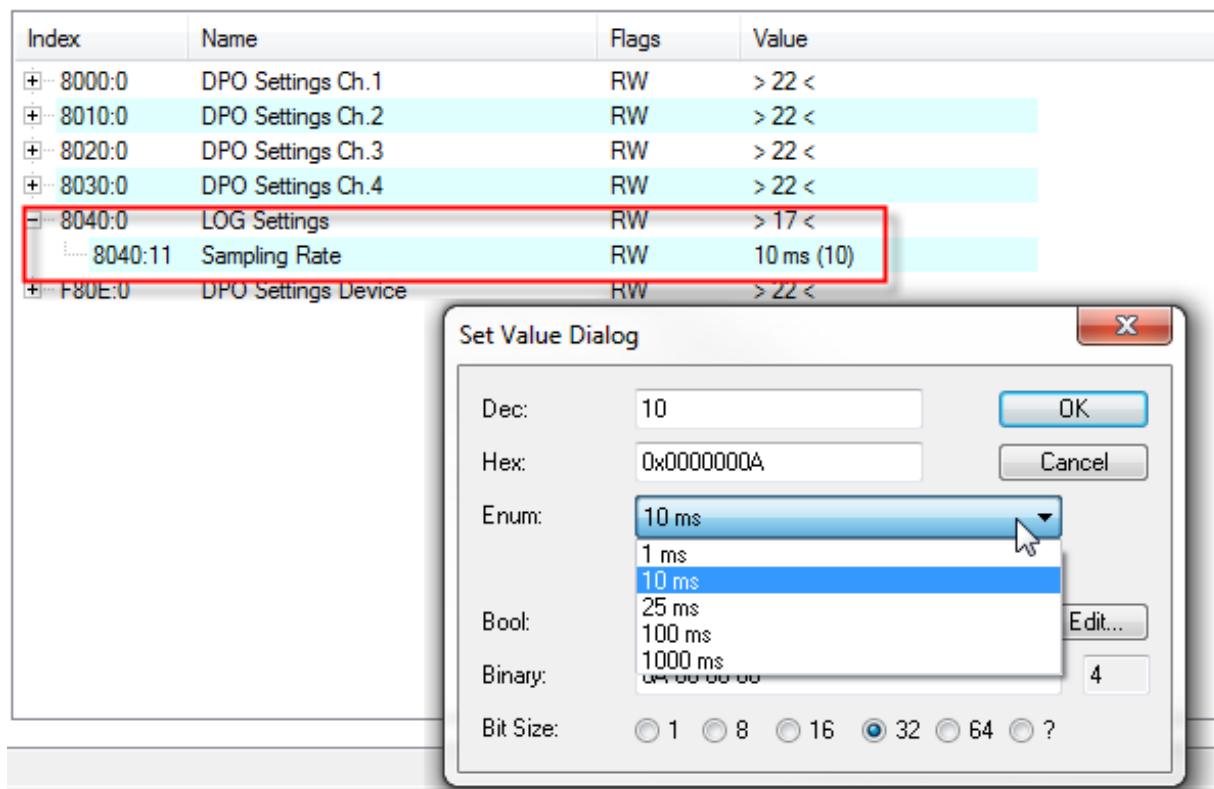 Index Name Flags Value
8000:0 DPO Settings Ch.1 RW > 22 <
8010:0 DPO Settings Ch.2 RW > 22 <
8020:0 DPO Settings Ch.3 RW > 22 <
8030:0 DPO Settings Ch.4 RW > 22 <
8040:0 LOG Settings RW > 17 <
8040:11 Sampling Rate RW 10 ms (10)
F80E:0 DPO Settings Device RW > 22 <
Set Value Dialog
Dec: 10 OK
Hex: 0x0000000A Cancel
Enum: 10 ms
1 ms
10 ms
25 ms
100 ms
1000 ms
Bool: Edit...
Binary: 0A 00 00 00 4
Bit Size: 1 8 16 32 64 ?